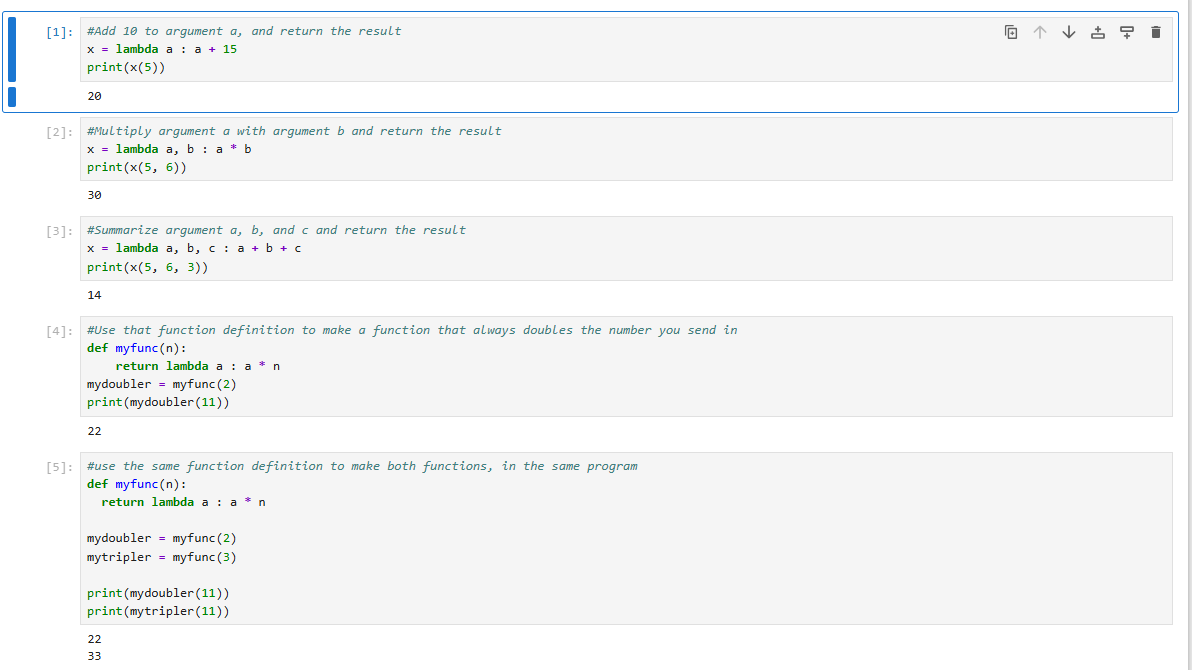 [1]: #Add 10 to argument a, and return the result
x = lambda a : a + 15
print(x(5))
20
[2]: #Multiply argument a with argument b and return the result
x = lambda a, b : a * b
print(x(5, 6))
30
[3]: #Summarize argument a, b, and c and return the result
x = lambda a, b, c : a + b + c
print(x(5, 6, 3))
14
[4]: #Use that function definition to make a function that always doubles the number you send in
def myfunc(n):
    return lambda a : a * n
mydoubler = myfunc(2)
print(mydoubler(11))
22
[5]: #use the same function definition to make both functions, in the same program
def myfunc(n):
  return lambda a : a * n
mydoubler = myfunc(2)
mytripler = myfunc(3)
print(mydoubler(11))
print(mytripler(11))
22
33